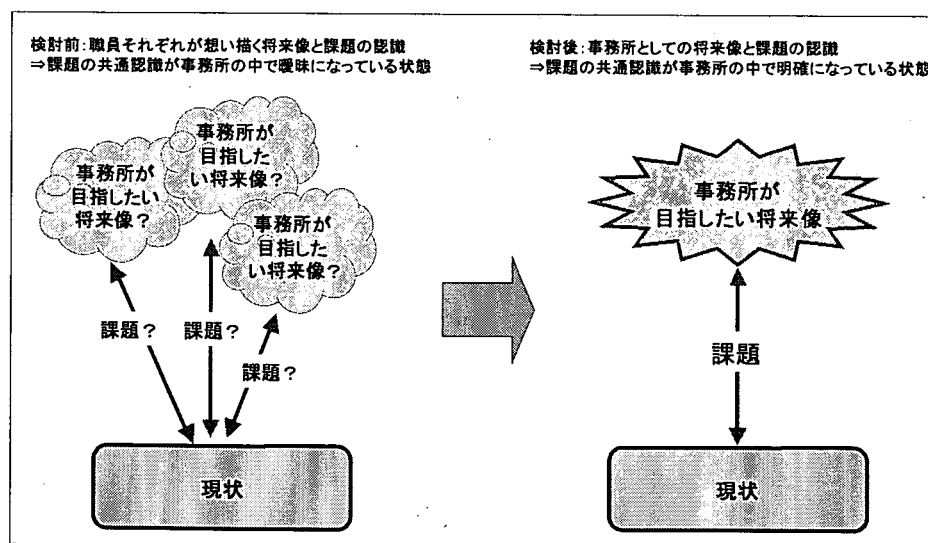 検討前:職員それぞれが想い描く将来像と課題の認識
⇒課題の共通認識が事務所の中で曖昧になっている状態
事務所が
目指した
い将来像?
事務所が
目指したい
将来像?
事務所が
目指した
い将来像?
課題?
課題?
課題?
現状
検討後:事務所としての将来像と課題の認識
⇒課題の共通認識が事務所の中で明確になっている状態
事務所が
目指したい将来像
課題
現状